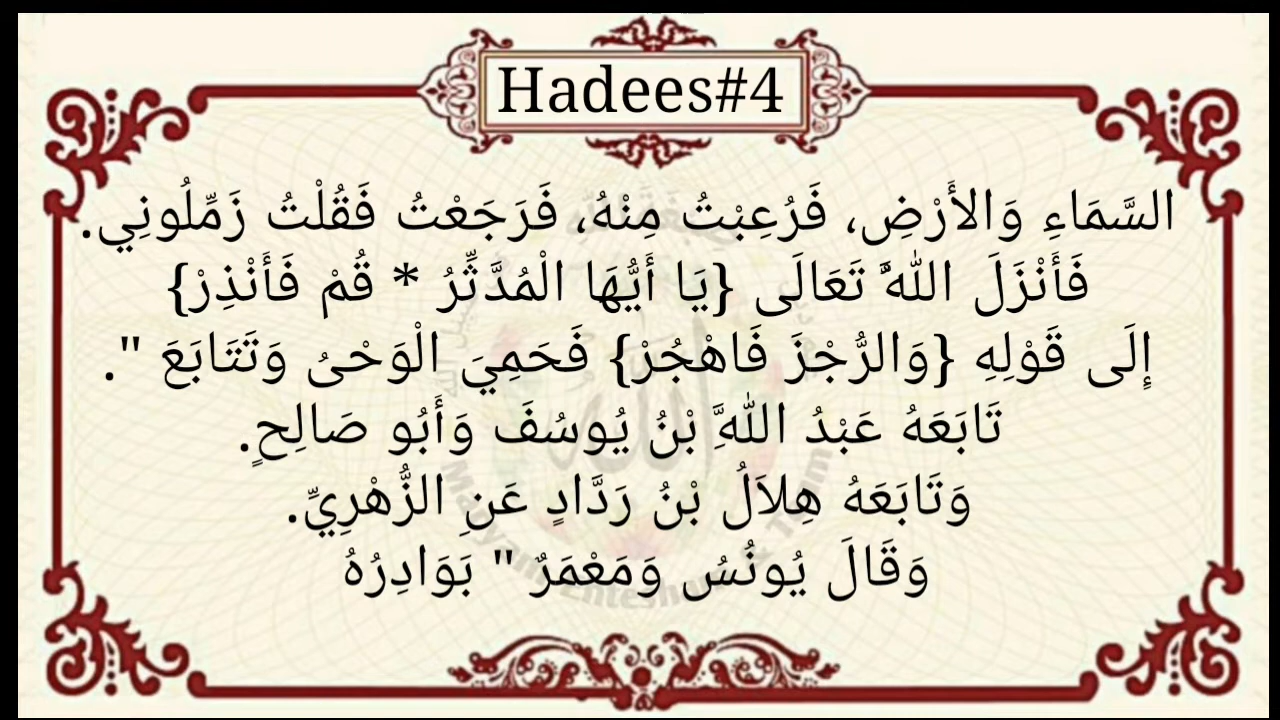 Hadees#4
السَّمَاءِ وَالأَرْضِ، فَرُعِبْتُ مِنْهُ، فَرَجَعْتُ فَقُلْتُ زَمِّلُونِي.
فَأَنْزَلَ اللَّهُ تَعَالَى {يَا أَيُّهَا الْمُدَّثِّرُ * قُمْ فَأَنْذِرْ}
إِلَى قَوْلِهِ {وَالرُّجْزَ فَاهْجُرْ} فَحَمِيَ الْوَحْىُ وَتَتَابَعَ ".
تَابَعَهُ عَبْدُ اللَّهِ بْنُ يُوسُفَ وَأَبُو صَالِحٍ.
وَتَابَعَهُ هِلاَلُ بْنُ رَدَّادٍ عَنِ الزُّهْرِيِّ.
وَقَالَ يُونُسُ وَمَعْمَرٌ " بَوَادِرُهُ